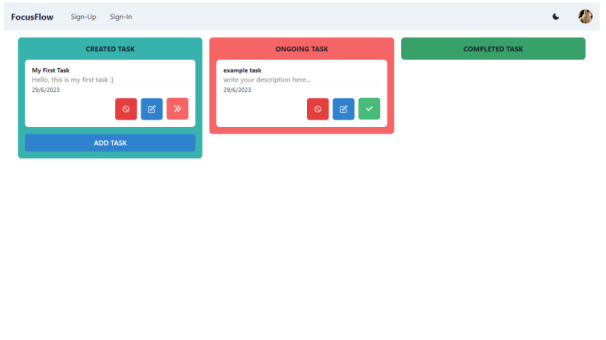 FocusFlow Sign-Up Sign-In
CREATED TASK
My First Task
Hello, this is my first task :)
29/6/2023
ADD TASK
ONGOING TASK
example task
write your description here...
29/6/2023
COMPLETED TASK